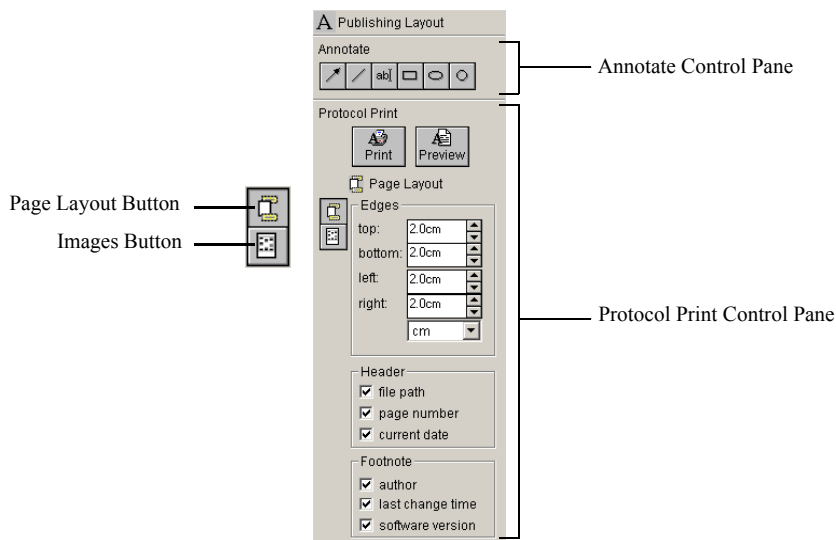 A Publishing Layout
Annotate
abI
Annotate Control Pane
Protocol Print
Print Preview
Page Layout
Page Layout Button
Images Button
Edges
top: 2.0cm
bottom: 2.0cm
left: 2.0cm
right: 2.0cm
cm
Protocol Print Control Pane
Header
file path
page number
current date
Footnote
author
last change time
software version